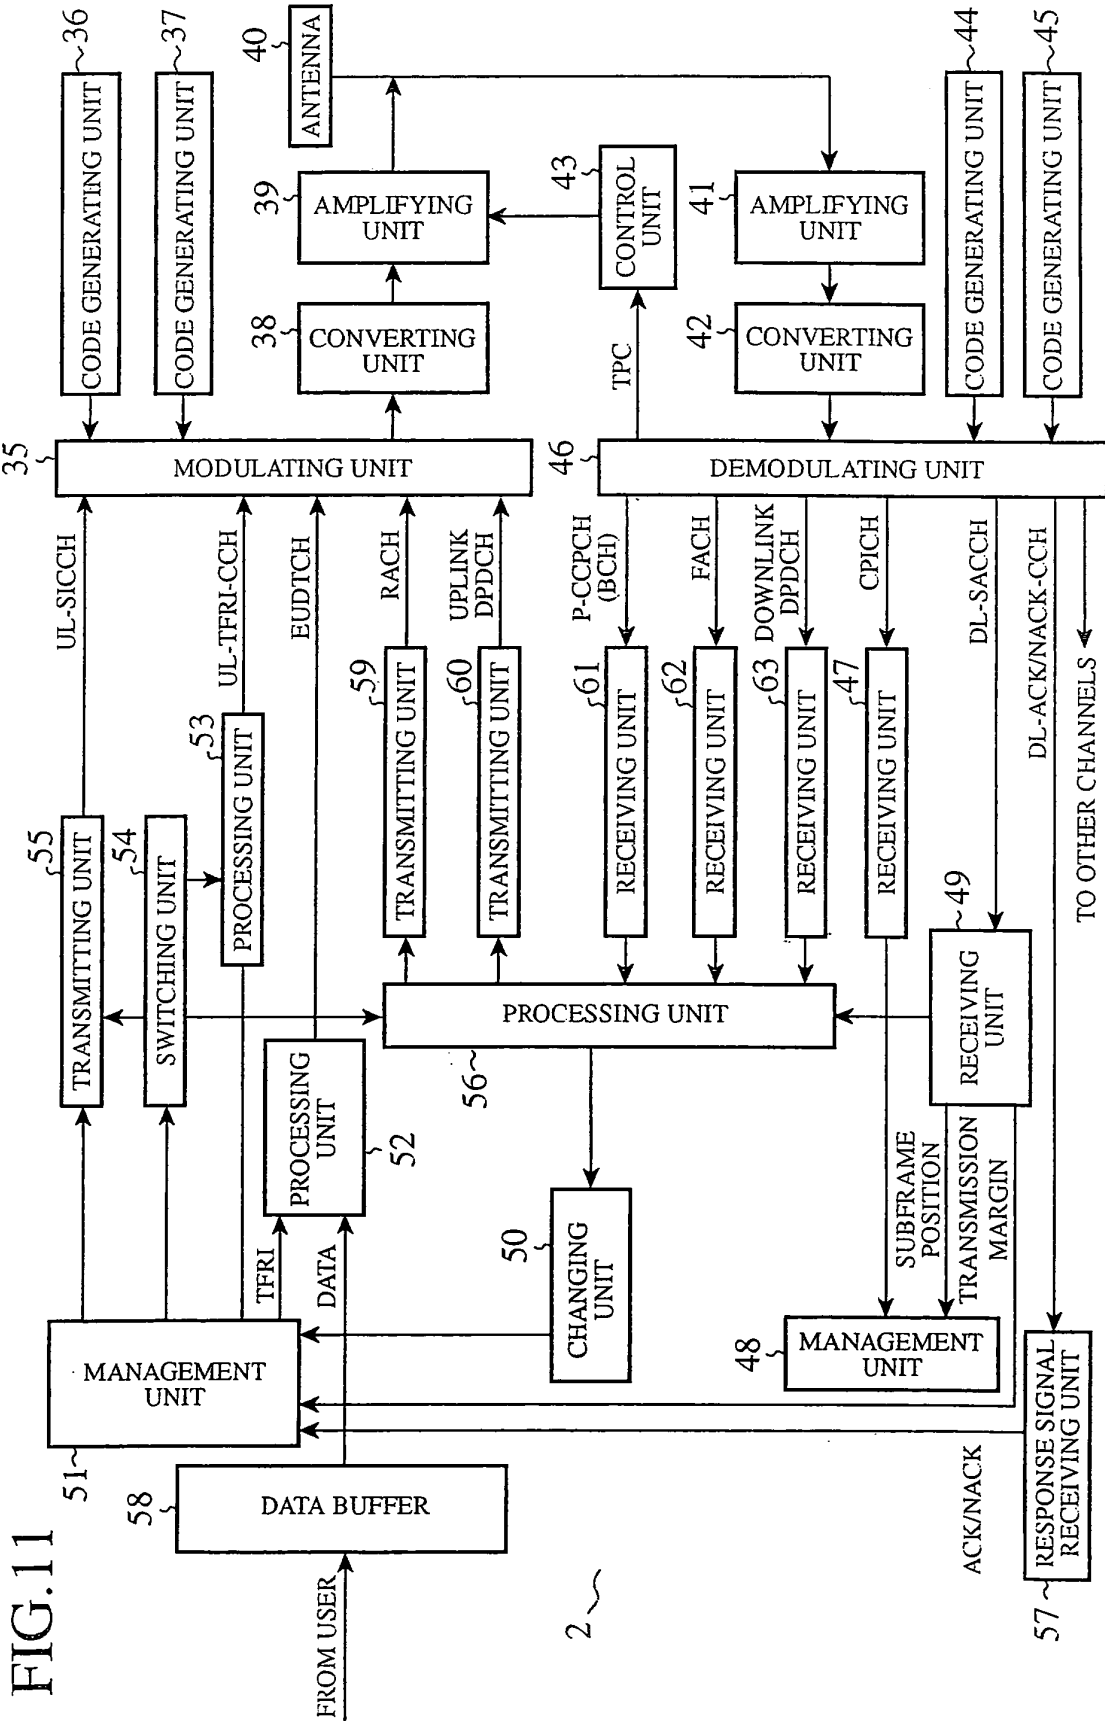 FIG.11
FROM USER
58
DATA BUFFER
51
MANAGEMENT
UNIT
TFRI
DATA
55
TRANSMITTING UNIT
54
SWITCHING UNIT
53
PROCESSING UNIT
52
PROCESSING
UNIT
UL-SICCH
UL-TFRI-CCH
EUDTCH
RACH
UPLINK
DPDCH
35
MODULATING UNIT
36
CODE GENERATING UNIT
37
CODE GENERATING UNIT
38
CONVERTING
UNIT
39
AMPLIFYING
UNIT
40
ANTENNA
59
TRANSMITTING UNIT
60
TRANSMITTING UNIT
56
PROCESSING UNIT
50
CHANGING
UNIT
61
RECEIVING UNIT
62
RECEIVING UNIT
63
RECEIVING UNIT
47
RECEIVING UNIT
P-CCPCH
(BCH)
FACH
DOWNLINK
DPDCH
CPICH
DL-SACCH
DL-ACK/NACK-CCH
TO OTHER CHANNELS
46
DEMODULATING UNIT
TPC
43
CONTROL
UNIT
41
AMPLIFYING
UNIT
42
CONVERTING
UNIT
44
CODE GENERATING UNIT
45
CODE GENERATING UNIT
49
RECEIVING
UNIT
SUBFRAME
POSITION
TRANSMISSION
MARGIN
48
MANAGEMENT
UNIT
ACK/NACK
57
RESPONSE SIGNAL
RECEIVING UNIT
2